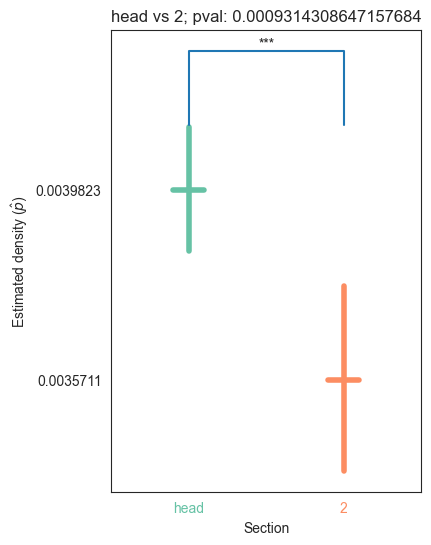 head vs 2; pval: 0.0009314308647157684
***
0.0039823
Estimated density (p̂)
0.0035711
head
2
Section